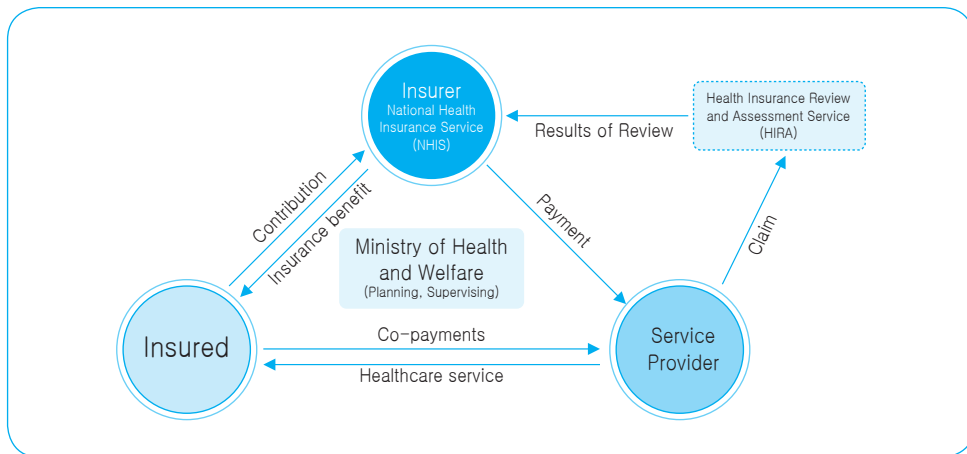 Insurer
National Health
Insurance Service
(NHIS)
Health Insurance Review
and Assessment Service
(HIRA)
Results of Review
Contribution
Insurance benefit
Payment
Claim
Ministry of Health
and Welfare
(Planning, Supervising)
Insured
Co-payments
Healthcare service
Service
Provider